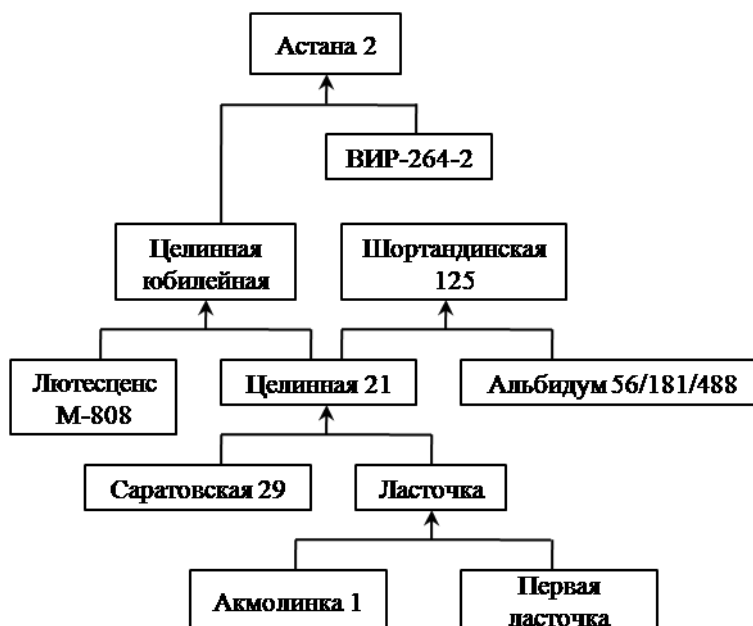 Астана 2
ВИР-264-2
Целинная
юбилейная
Шортандинская
125
Лютесценс
М-808
Целинная 21
Альбидум 56/181/488
Саратовская 29
Ласточка
Акмолинка 1
Первая
ласточка